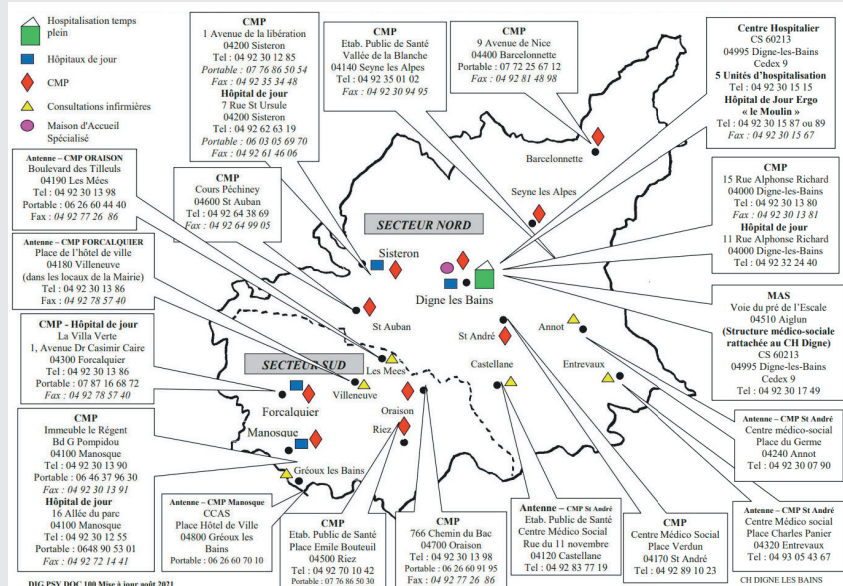 Hospitalisation temps
plein
Hôpitaux de jour
CMP
Consultations infirmières
Maison d'Accueil
Spécialisé
CMP
1 Avenue de la libération
04200 Sisteron
Tel : 04 92 30 12 85
Portable : 07 76 86 50 54
Fax : 04 92 35 34 48
Hôpital de jour
7 Rue St Ursule
04200 Sisteron
Tel : 04 92 62 63 19
Portable : 06 03 05 69 70
Fax : 04 92 61 46 06
CMP
Etab. Public de Santé
Vallée de la Blanche
04140 Seyne les Alpes
Tel : 04 92 35 01 02
Fax : 04 92 30 94 95
CMP
9 Avenue de Nice
04400 Barcelonnette
Portable : 07 72 25 67 12
Fax : 04 92 81 48 98
Centre Hospitalier
CS 60213
04995 Digne-les-Bains
Cedex 9
5 Unités d'hospitalisation
Tel : 04 92 30 15 15
Hôpital de Jour Ergo
« le Moulin »
Tel : 04 92 30 15 87 ou 89
Fax : 04 92 30 15 67
Antenne – CMP ORAISON
Boulevard des Tilleuls
04190 Les Mées
Tel : 04 92 30 13 98
Portable : 06 26 60 44 40
Fax : 04 92 77 26 86
CMP
Cours Péchiney
04600 St Auban
Tel : 04 92 64 38 69
Fax : 04 92 64 99 05
CMP
15 Rue Alphonse Richard
04000 Digne-les-Bains
Tel : 04 92 30 13 80
Fax : 04 92 30 13 81
Hôpital de jour
11 Rue Alphonse Richard
04000 Digne-les-Bains
Tel : 04 92 32 24 40
Antenne – CMP FORCALQUIER
Place de l'hôtel de ville
04180 Villeneuve
(dans les locaux de la Mairie)
Tel : 04 92 30 13 86
Fax : 04 92 78 57 40
MAS
Voie du pré de l'Escale
04510 Aiglun
(Structure médico-sociale
rattachée au CH Digne)
CS 60213
04995 Digne-les-Bains
Cedex 9
Tel : 04 92 30 17 49
CMP - Hôpital de jour
La Villa Verte
1, Avenue Dr Casimir Caire
04300 Forcalquier
Tel : 04 92 30 13 86
Portable : 07 87 16 68 72
Fax : 04 92 78 57 40
Barcelonnette
Seyne les Alpes
SECTEUR NORD
Sisteron
Digne les Bains
St Auban
St André
Annot
SECTEUR SUD
Les Mees
Castellane
Entrevaux
Villeneuve
Forcalquier
Oraison
Riez
Manosque
Gréoux les Bains
CMP
Immeuble le Régent
Bd G Pompidou
04100 Manosque
Tel : 04 92 30 13 90
Portable : 06 46 37 96 30
Fax : 04 92 30 13 91
Hôpital de jour
16 Allée du parc
04100 Manosque
Tel : 04 92 30 12 55
Portable : 0648 90 53 01
Fax : 04 92 72 14 41
Antenne – CMP Manosque
CCAS
Place Hôtel de Ville
04800 Gréoux les
Bains
Portable : 06 26 60 70 10
CMP
Etab. Public de Santé
Place Emile Bouteuil
04500 Riez
Tel : 04 92 70 10 42
Portable : 07 76 86 50 30
CMP
766 Chemin du Bac
04700 Oraison
Tel : 04 92 30 13 98
Portable : 06 26 60 91 95
Fax : 04 92 77 26 86
Antenne – CMP St André
Etab. Public de Santé
Centre Médico Social
Rue du 11 novembre
04120 Castellane
Tel : 04 92 83 77 19
CMP
Centre Médico Social
Place Verdun
04170 St André
Tel : 04 92 89 10 23
Antenne – CMP St André
Centre médico-social
Place du Germe
04240 Annot
Tel : 04 92 30 07 90
Antenne – CMP St André
Centre Médico social
Place Charles Panier
04320 Entrevaux
Tel : 04 93 05 43 67
DIG PSY DOC 100 Mise à jour août 2021
CH DIGNE LES BAINS